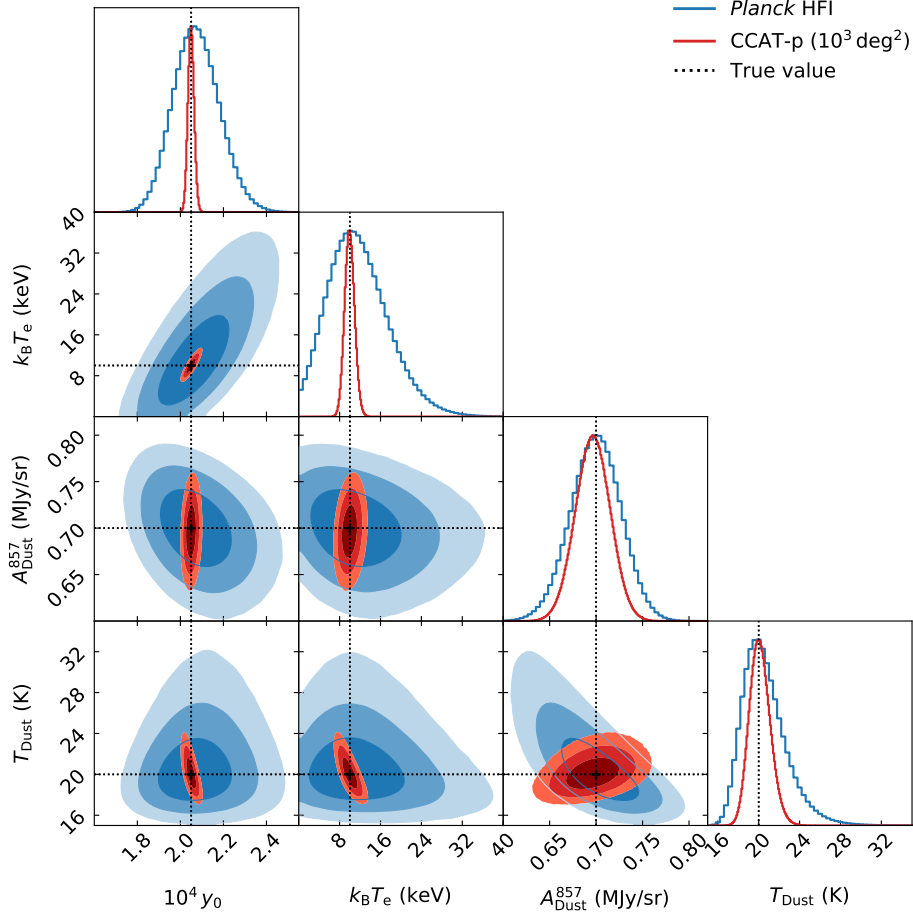 Planck HFI
CCAT-p (10³ deg²)
True value
40
32
24
16
8
k_B T_e (keV)
0.80
0.75
0.70
0.65
A_Dust^857 (MJy/sr)
32
28
24
20
16
T_Dust (K)
1.8 2.0 2.2 2.4
8 16 24 32 40
0.65 0.70 0.75 0.80
16 20 24 28 32
10⁴ y₀
k_B T_e (keV)
A_Dust^857 (MJy/sr)
T_Dust (K)